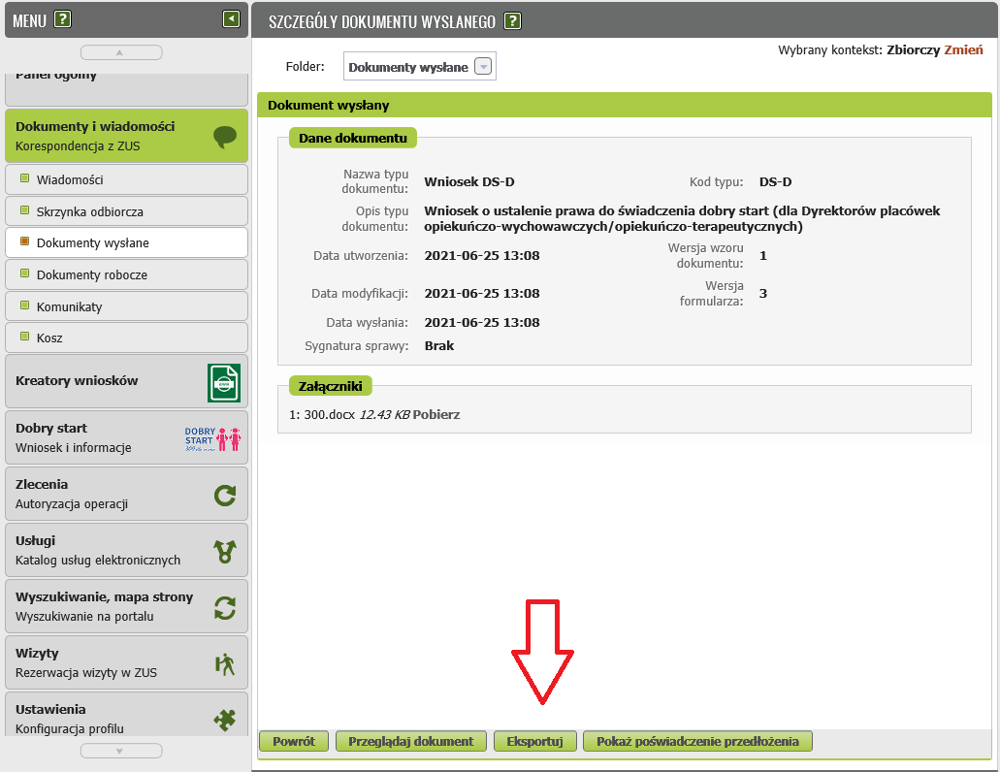 MENU ?
SZCZEGÓŁY DOKUMENTU WYSŁANEGO ?
Wybrany kontekst: Zbiorczy Zmień
Folder: Dokumenty wysłane
Panel ogólny
Dokumenty i wiadomości
Korespondencja z ZUS
Wiadomości
Skrzynka odbiorcza
Dokumenty wysłane
Dokumenty robocze
Komunikaty
Kosz
Kreatory wniosków
Dobry start
Wniosek i informacje
DOBRY
START
Zlecenia
Autoryzacja operacji
Usługi
Katalog usług elektronicznych
Wyszukiwanie, mapa strony
Wyszukiwanie na portalu
Wizyty
Rezerwacja wizyty w ZUS
Ustawienia
Konfiguracja profilu
Dokument wysłany
Dane dokumentu
Nazwa typu
dokumentu:
Wniosek DS-D
Kod typu: DS-D
Opis typu
dokumentu:
Wniosek o ustalenie prawa do świadczenia dobry start (dla Dyrektorów placówek
opiekuńczo-wychowawczych/opiekuńczo-terapeutycznych)
Data utworzenia: 2021-06-25 13:08
Wersja wzoru
dokumentu:
1
Data modyfikacji: 2021-06-25 13:08
Wersja
formularza:
3
Data wysłania: 2021-06-25 13:08
Sygnatura sprawy: Brak
Załączniki
1: 300.docx 12.43 KB Pobierz
Powrót
Przeglądaj dokument
Eksportuj
Pokaż poświadczenie przedłożenia